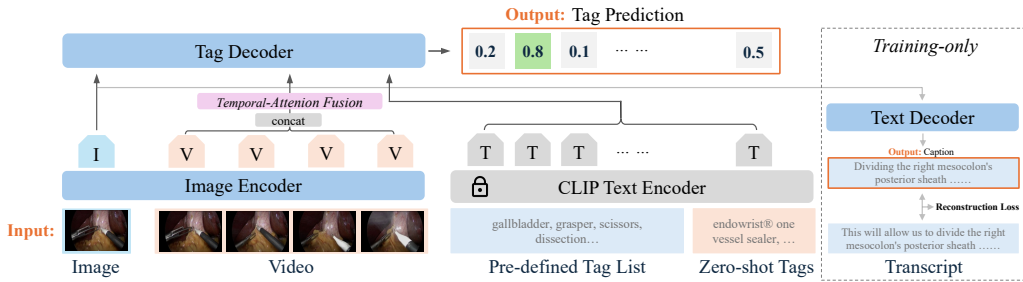 Output: Tag Prediction
Tag Decoder
0.2 0.8 0.1 ... ... 0.5
Training-only
Temporal-Attenion Fusion
concat
Text Decoder
I V V V V T T T ... ... T
Output: Caption
Dividing the right mesocolon's
posterior sheath ......
Image Encoder
CLIP Text Encoder
Reconstruction Loss
Input:
gallbladder, grasper, scissors,
dissection...
endowrist® one
vessel sealer, ...
This will allow us to divide the right
mesocolon's posterior sheath ......
Image
Video
Pre-defined Tag List
Zero-shot Tags
Transcript